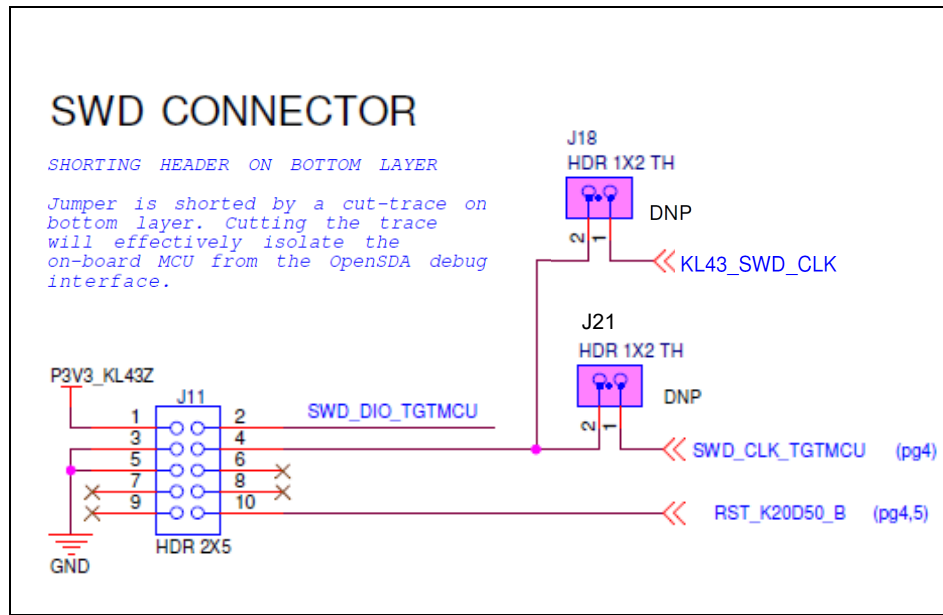 SWD CONNECTOR
SHORTING HEADER ON BOTTOM LAYER
Jumper is shorted by a cut-trace on
bottom layer. Cutting the trace
will effectively isolate the
on-board MCU from the OpenSDA debug
interface.
J18
HDR 1X2 TH
DNP
2
1
KL43_SWD_CLK
J21
HDR 1X2 TH
DNP
2
1
P3V3_KL43Z
J11
1
2
SWD_DIO_TGTMCU
3
4
SWD_CLK_TGTMCU (pg4)
5
6
7
8
9
10
RST_K20D50_B (pg4,5)
HDR 2X5
GND